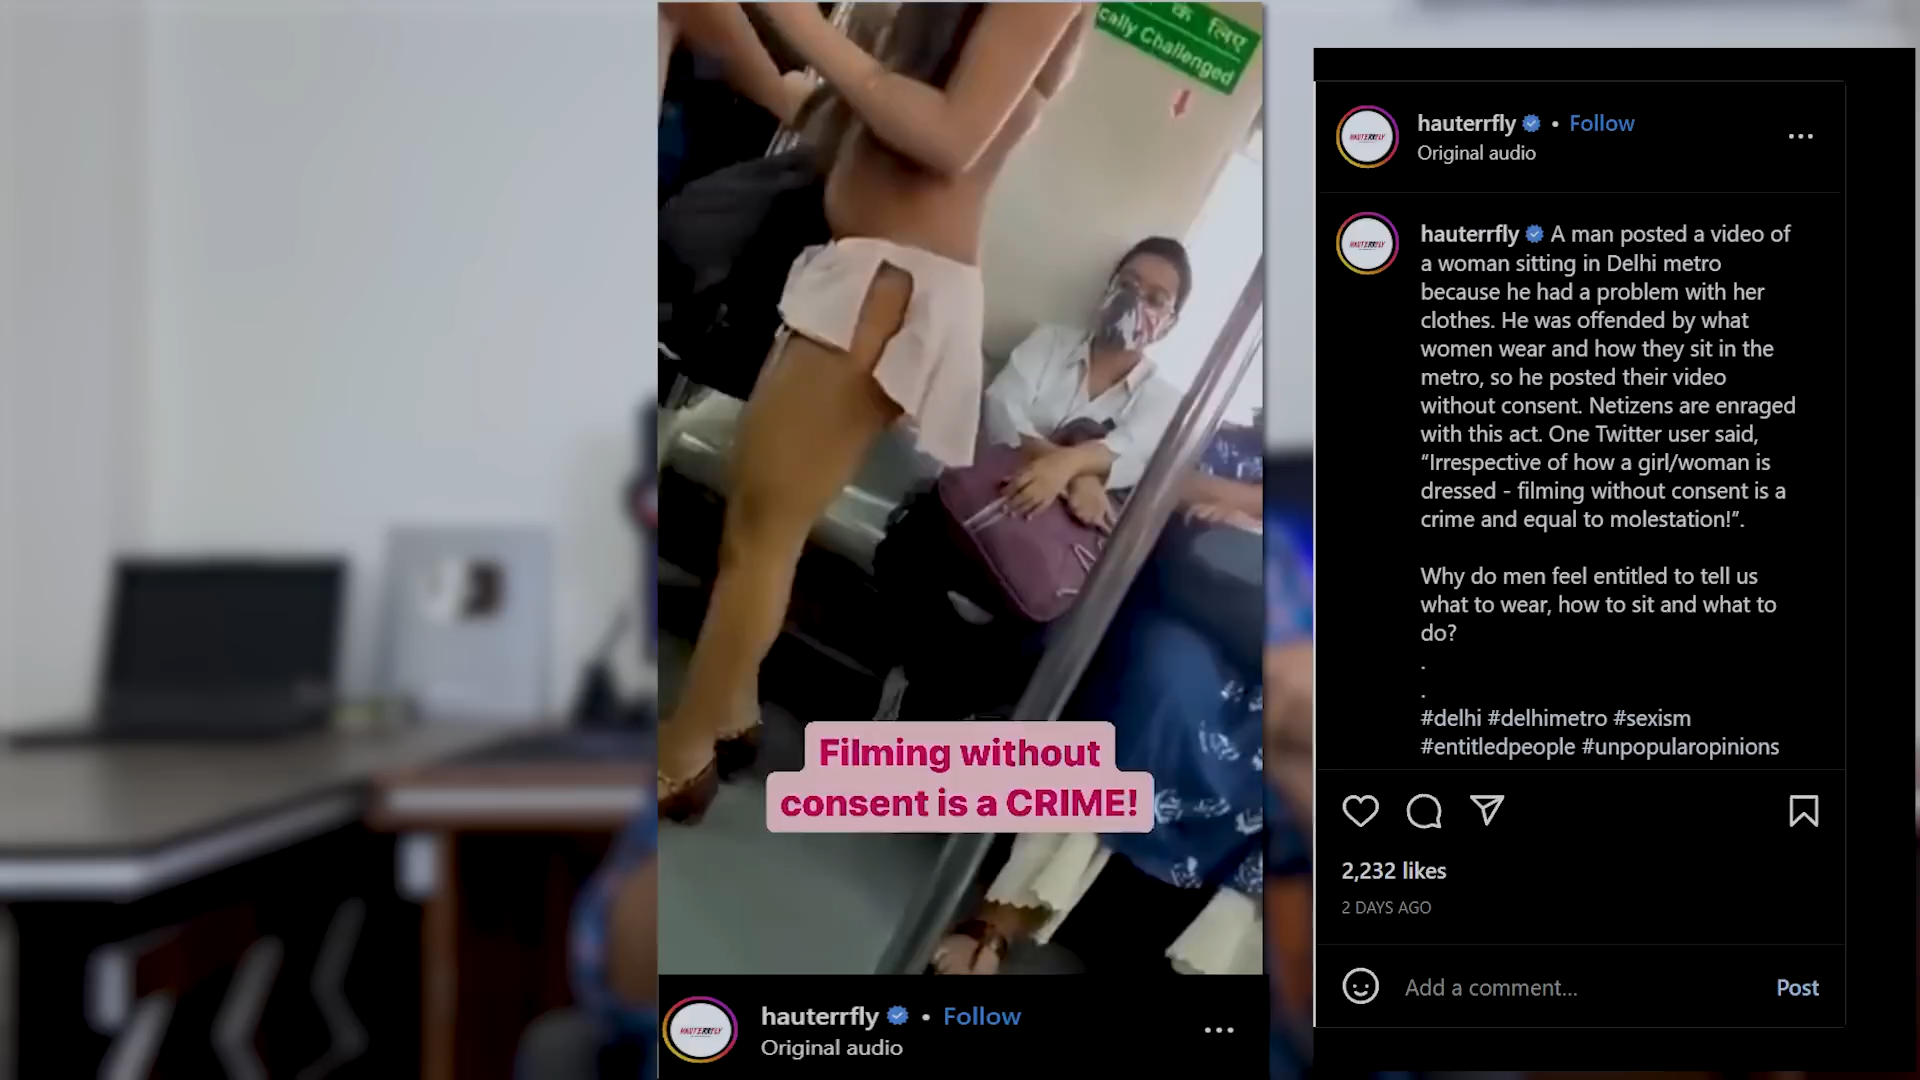 के लिए
cally Challenged
Filming without
consent is a CRIME!
HAUTERRFLY
hauterrfly • Follow
Original audio
...
HAUTERRFLY
hauterrfly • Follow
Original audio
...
HAUTERRFLY
hauterrfly A man posted a video of
a woman sitting in Delhi metro
because he had a problem with her
clothes. He was offended by what
women wear and how they sit in the
metro, so he posted their video
without consent. Netizens are enraged
with this act. One Twitter user said,
“Irrespective of how a girl/woman is
dressed - filming without consent is a
crime and equal to molestation!”.
Why do men feel entitled to tell us
what to wear, how to sit and what to
do?
.
.
#delhi #delhimetro #sexism
#entitledpeople #unpopularopinions
2,232 likes
2 DAYS AGO
Add a comment...
Post